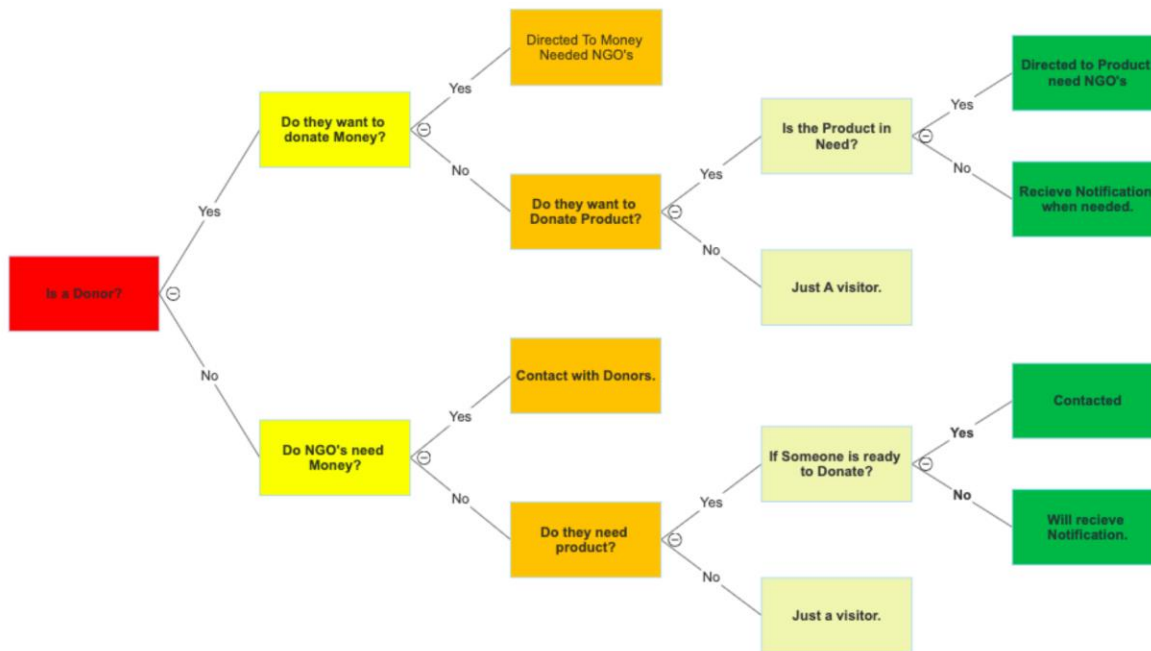 Directed To Money
Needed NGO's
Yes
Do they want to
donate Money?
No
Yes
Do they want to
Donate Product?
Yes
Is the Product in
Need?
Yes
Directed to Product
need NGO's
No
Recieve Notification
when needed.
No
Just A visitor.
Is a Donor?
No
Do NGO's need
Money?
Yes
Contact with Donors.
No
Do they need
product?
Yes
If Someone is ready
to Donate?
Yes
Contacted
No
Will recieve
Notification.
No
Just a visitor.